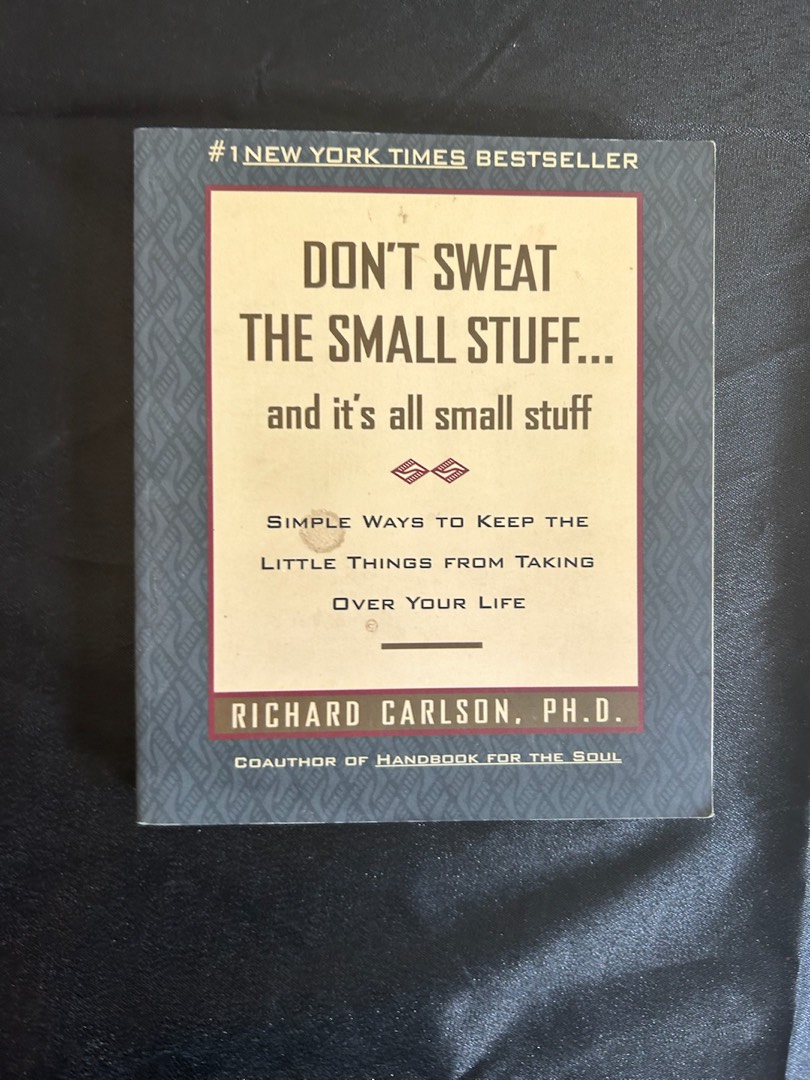 #1 NEW YORK TIMES BESTSELLER
DON'T SWEAT
THE SMALL STUFF...
and it's all small stuff
SIMPLE WAYS TO KEEP THE
LITTLE THINGS FROM TAKING
OVER YOUR LIFE
RICHARD CARLSON, PH.D.
COAUTHOR OF HANDBOOK FOR THE SOUL